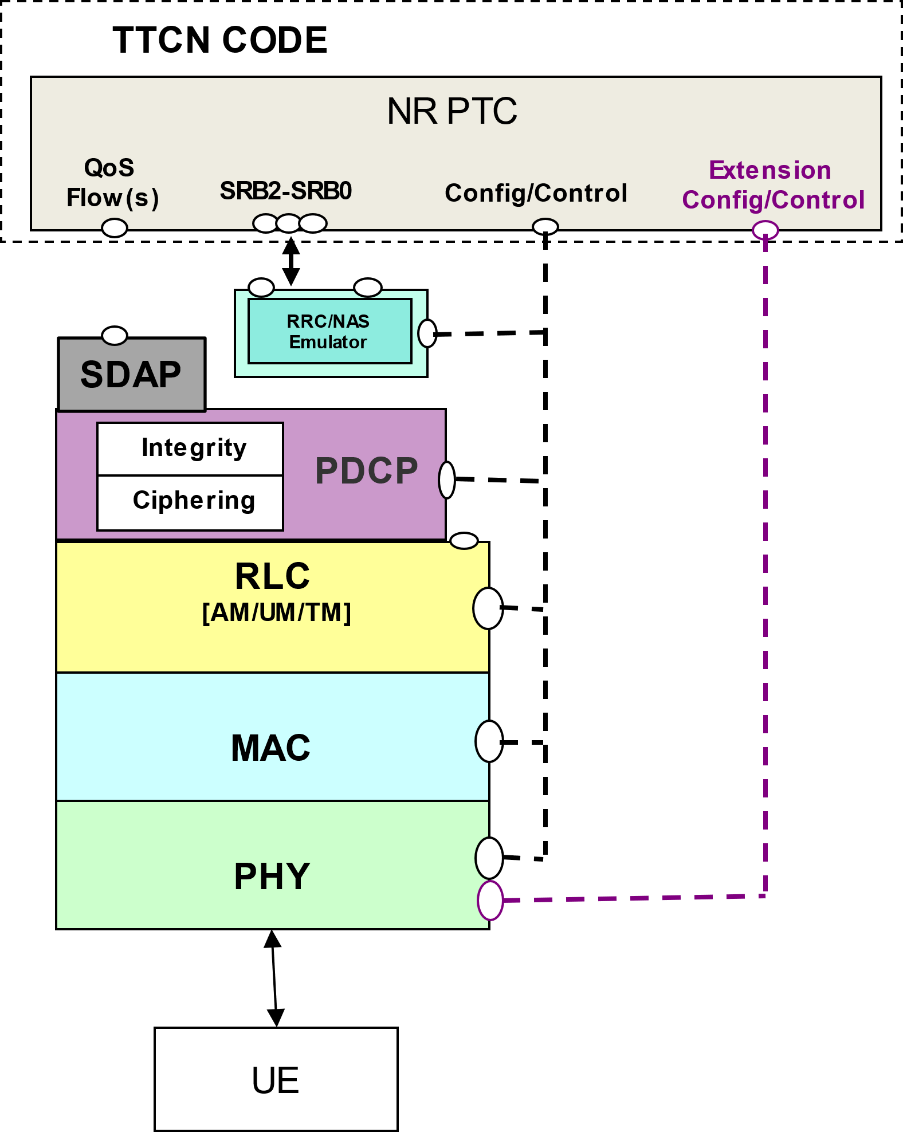 TTCN CODE
NR PTC
QoS
Flow(s)
SRB2-SRB0
Config/Control
Extension
Config/Control
RRC/NAS
Emulator
SDAP
Integrity
Ciphering
PDCP
RLC
[AM/UM/TM]
MAC
PHY
UE